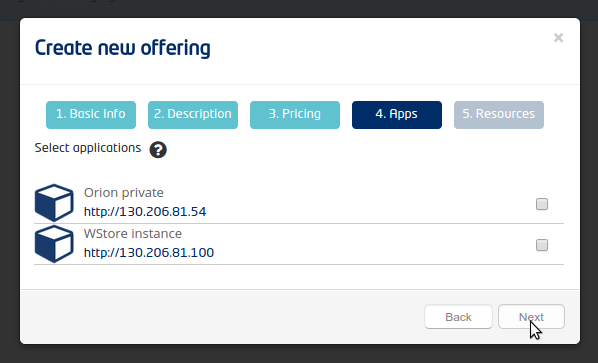 Create new offering
×
1. Basic Info
2. Description
3. Pricing
4. Apps
5. Resources
Select applications ?
Orion private
http://130.206.81.54
WStore instance
http://130.206.81.100
Back
Next